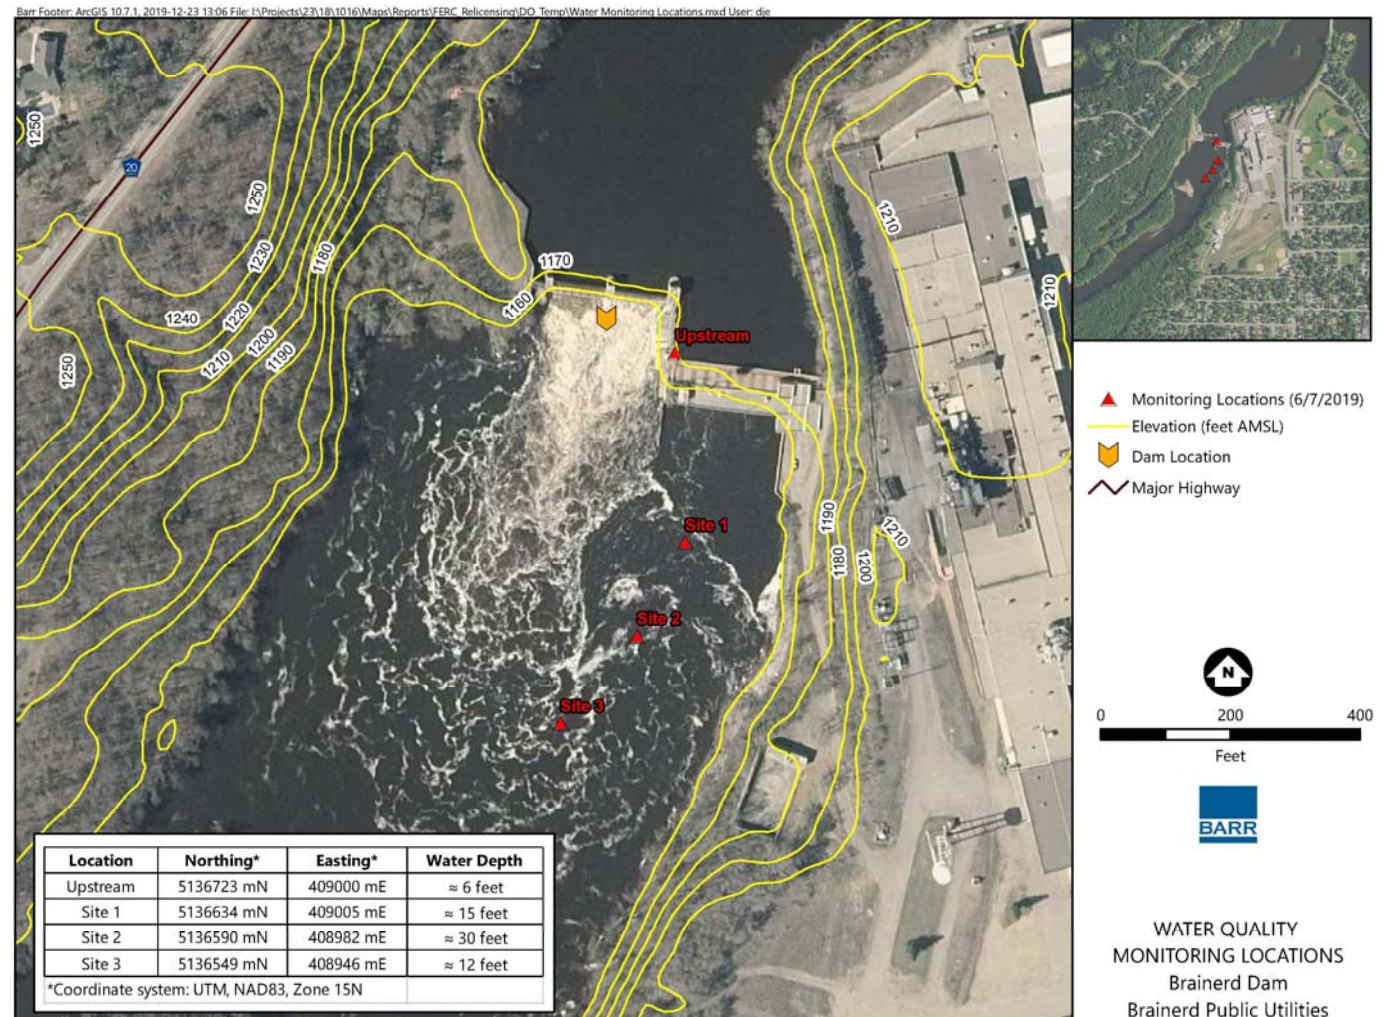 Barr Footer: ArcGIS 10.7.1, 2019-12-23 13:06 File: I:\Projects\23\18\1016\Maps\Reports\FERC_Relicensing\DO_Temp\Water Monitoring Locations.mxd User: dje
1250
20
1250
1230
1180
1240
1220
1200
1210
1190
1250
1170
1160
1210
1210
Upstream
Site 1
1190
1180
1200
1210
Site 2
Site 3
Location Northing* Easting* Water Depth
Upstream 5136723 mN 409000 mE ≈ 6 feet
Site 1 5136634 mN 409005 mE ≈ 15 feet
Site 2 5136590 mN 408982 mE ≈ 30 feet
Site 3 5136549 mN 408946 mE ≈ 12 feet
*Coordinate system: UTM, NAD83, Zone 15N
Monitoring Locations (6/7/2019)
Elevation (feet AMSL)
Dam Location
Major Highway
N
0 200 400
Feet
BARR
WATER QUALITY
MONITORING LOCATIONS
Brainerd Dam
Brainerd Public Utilities